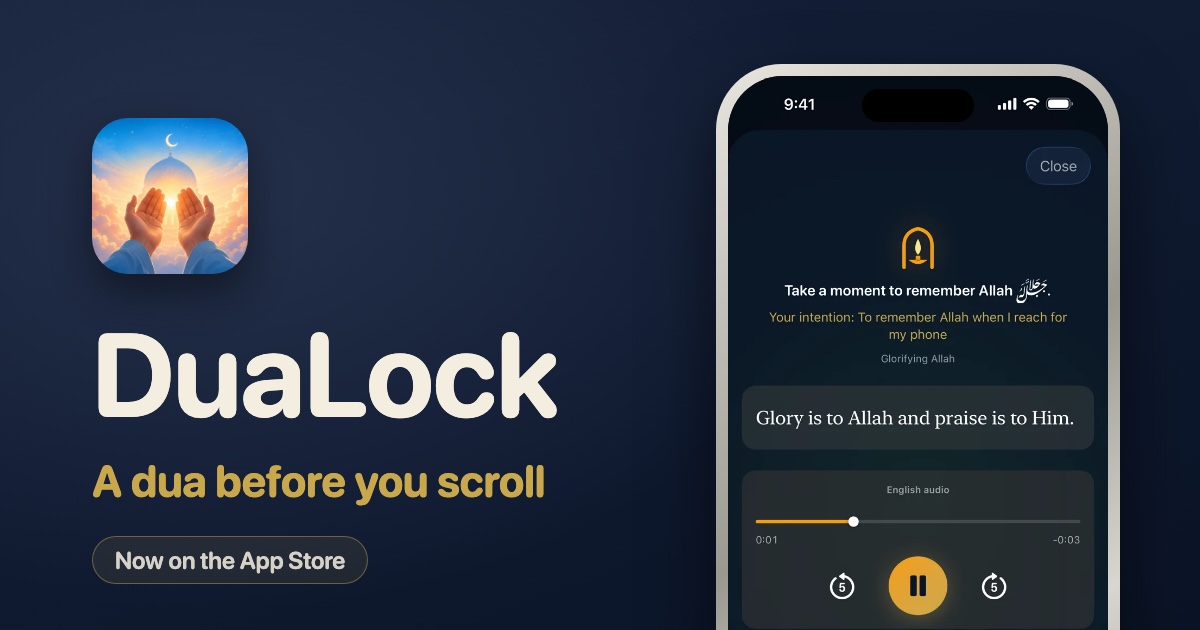 DuaLock
A dua before you scroll
Now on the App Store
9:41
Close
Take a moment to remember Allah ﷻ.
Your intention: To remember Allah when I reach for
my phone
Glorifying Allah
Glory is to Allah and praise is to Him.
English audio
0:01
-0:03
5
5